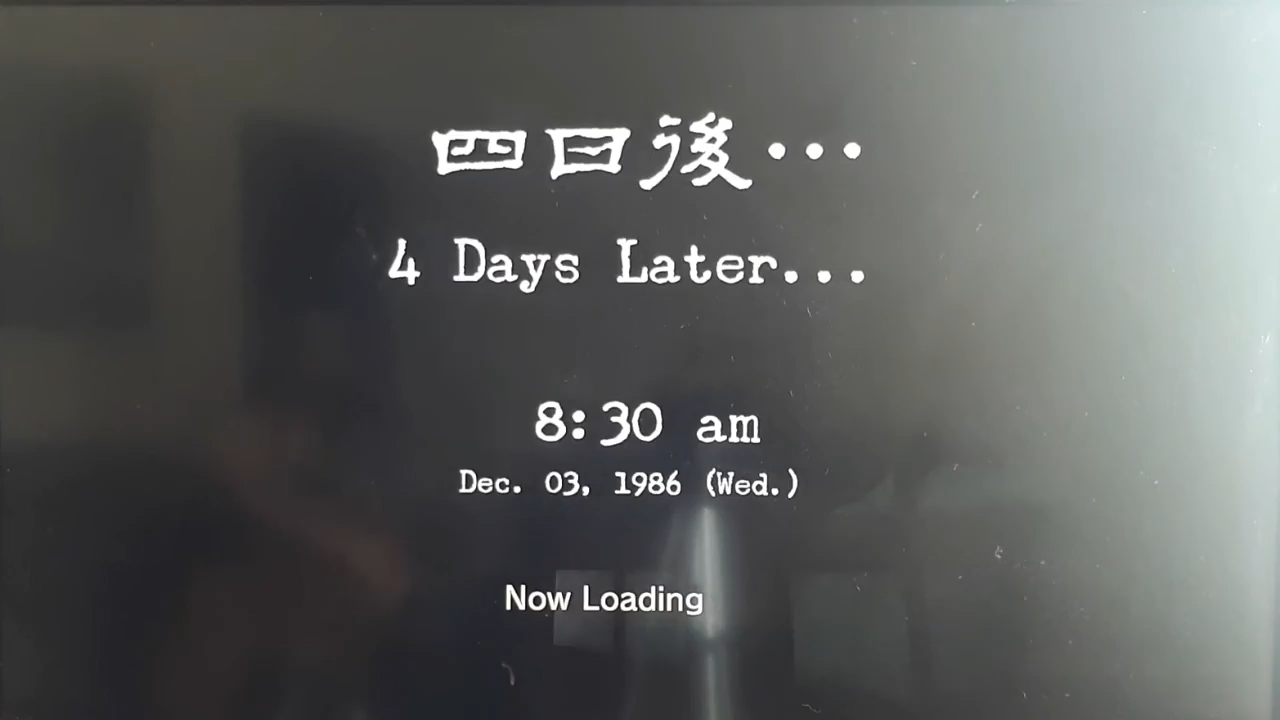 四日後・・・
4 Days Later...
8:30 am
Dec. 03, 1986 (Wed.)
Now Loading